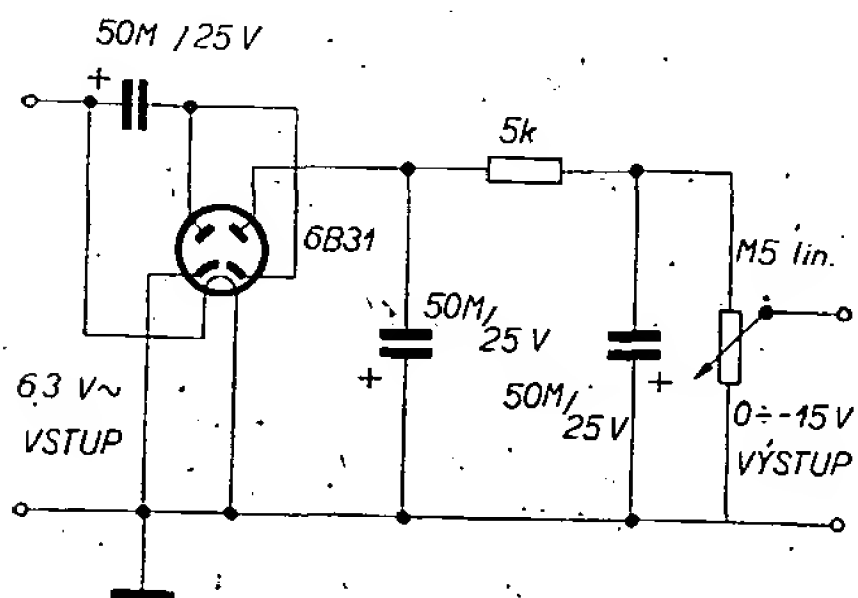 50M / 25 V
+
5k
6B31
M5 lin.
50M/
25 V
+
50M/
25 V
+
6,3 V~
VSTUP
0÷-15 V
VÝSTUP